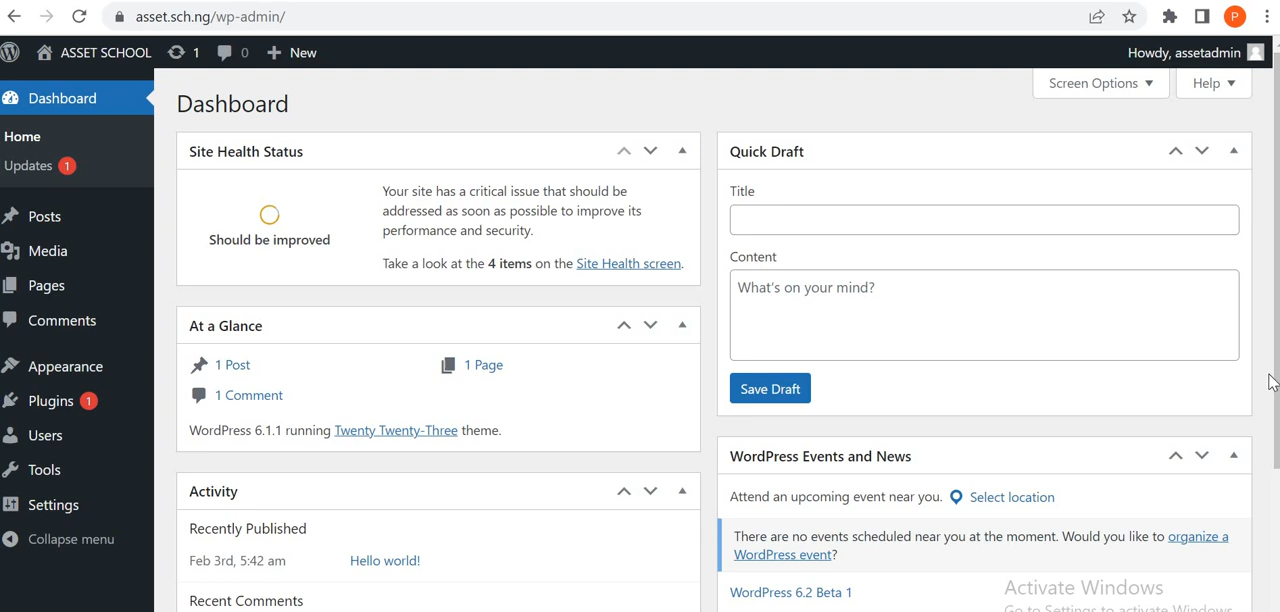 asset.sch.ng/wp-admin/
P
ASSET SCHOOL 1 0 New
Howdy, assetadmin
Dashboard
Home
Updates 1
Posts
Media
Pages
Comments
Appearance
Plugins 1
Users
Tools
Settings
Collapse menu
Screen Options
Help
Dashboard
Site Health Status
Should be improved
Your site has a critical issue that should be
addressed as soon as possible to improve its
performance and security.
Take a look at the 4 items on the Site Health screen.
At a Glance
1 Post
1 Page
1 Comment
WordPress 6.1.1 running Twenty Twenty-Three theme.
Activity
Recently Published
Feb 3rd, 5:42 am Hello world!
Recent Comments
Quick Draft
Title
Content
What's on your mind?
Save Draft
WordPress Events and News
Attend an upcoming event near you. Select location
There are no events scheduled near you at the moment. Would you like to organize a
WordPress event?
WordPress 6.2 Beta 1
Activate Windows
Go to Settings to activate Windows.